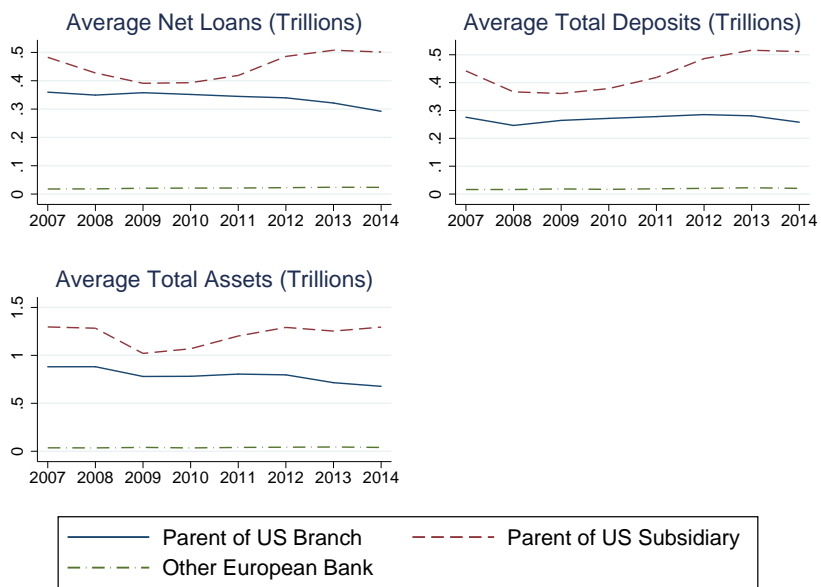 Average Net Loans (Trillions)
.5
.4
.3
.2
.1
0
2007 2008 2009 2010 2011 2012 2013 2014
Average Total Deposits (Trillions)
.5
.4
.3
.2
.1
0
2007 2008 2009 2010 2011 2012 2013 2014
Average Total Assets (Trillions)
1.5
1
.5
0
2007 2008 2009 2010 2011 2012 2013 2014
Parent of US Branch
Parent of US Subsidiary
Other European Bank